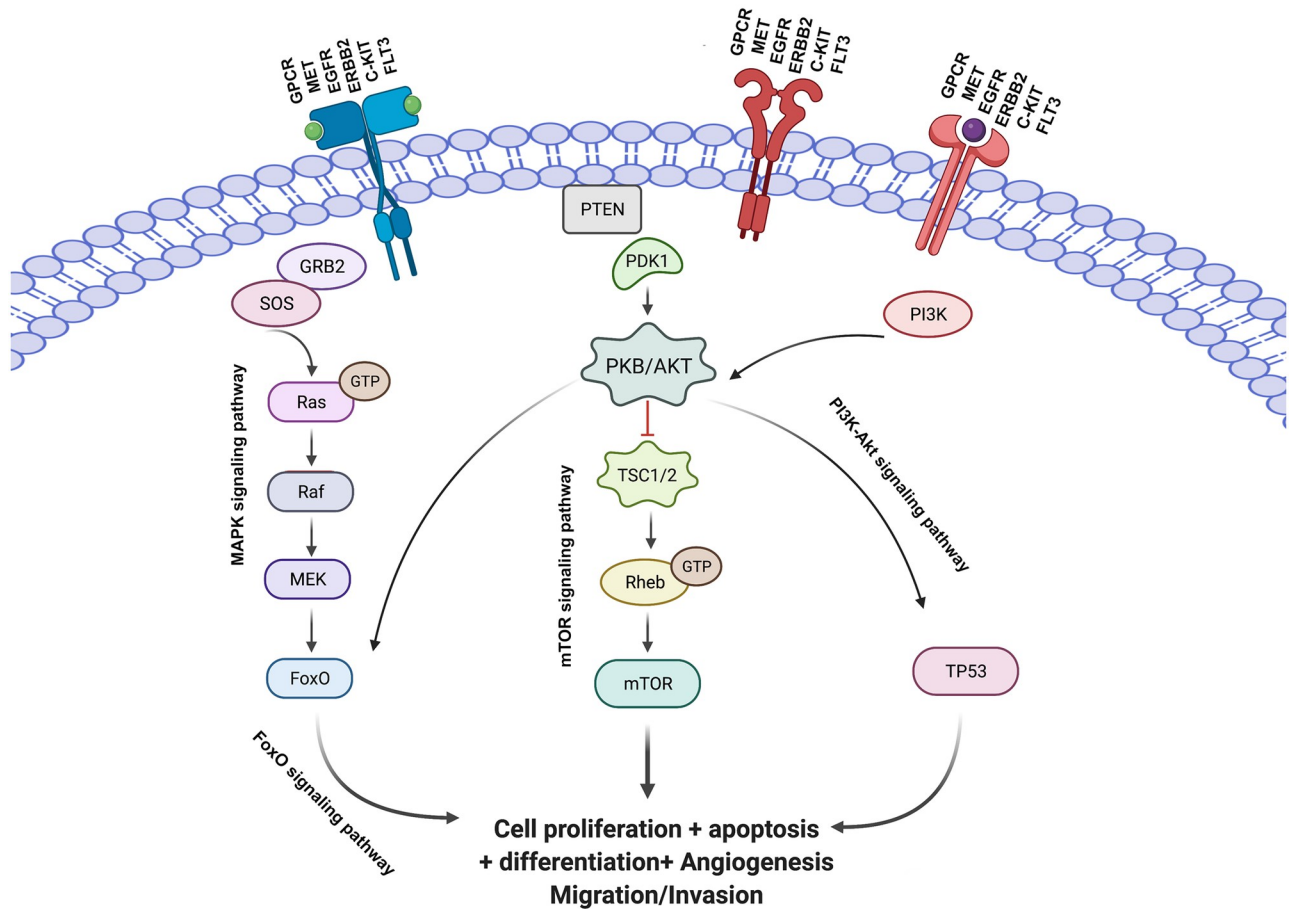 GPCR
MET
EGFR
ERBB2
C-KIT
FLT3
GPCR
MET
EGFR
ERBB2
C-KIT
FLT3
GPCR
MET
EGFR
ERBB2
C-KIT
FLT3
PTEN
GRB2
SOS
PDK1
PI3K
PKB/AKT
GTP
Ras
MAPK signaling pathway
Raf
MEK
FoxO
TSC1/2
mTOR signaling pathway
GTP
Rheb
mTOR
PI3K-Akt signaling pathway
TP53
FoxO signaling pathway
Cell proliferation + apoptosis
+ differentiation+ Angiogenesis
Migration/Invasion